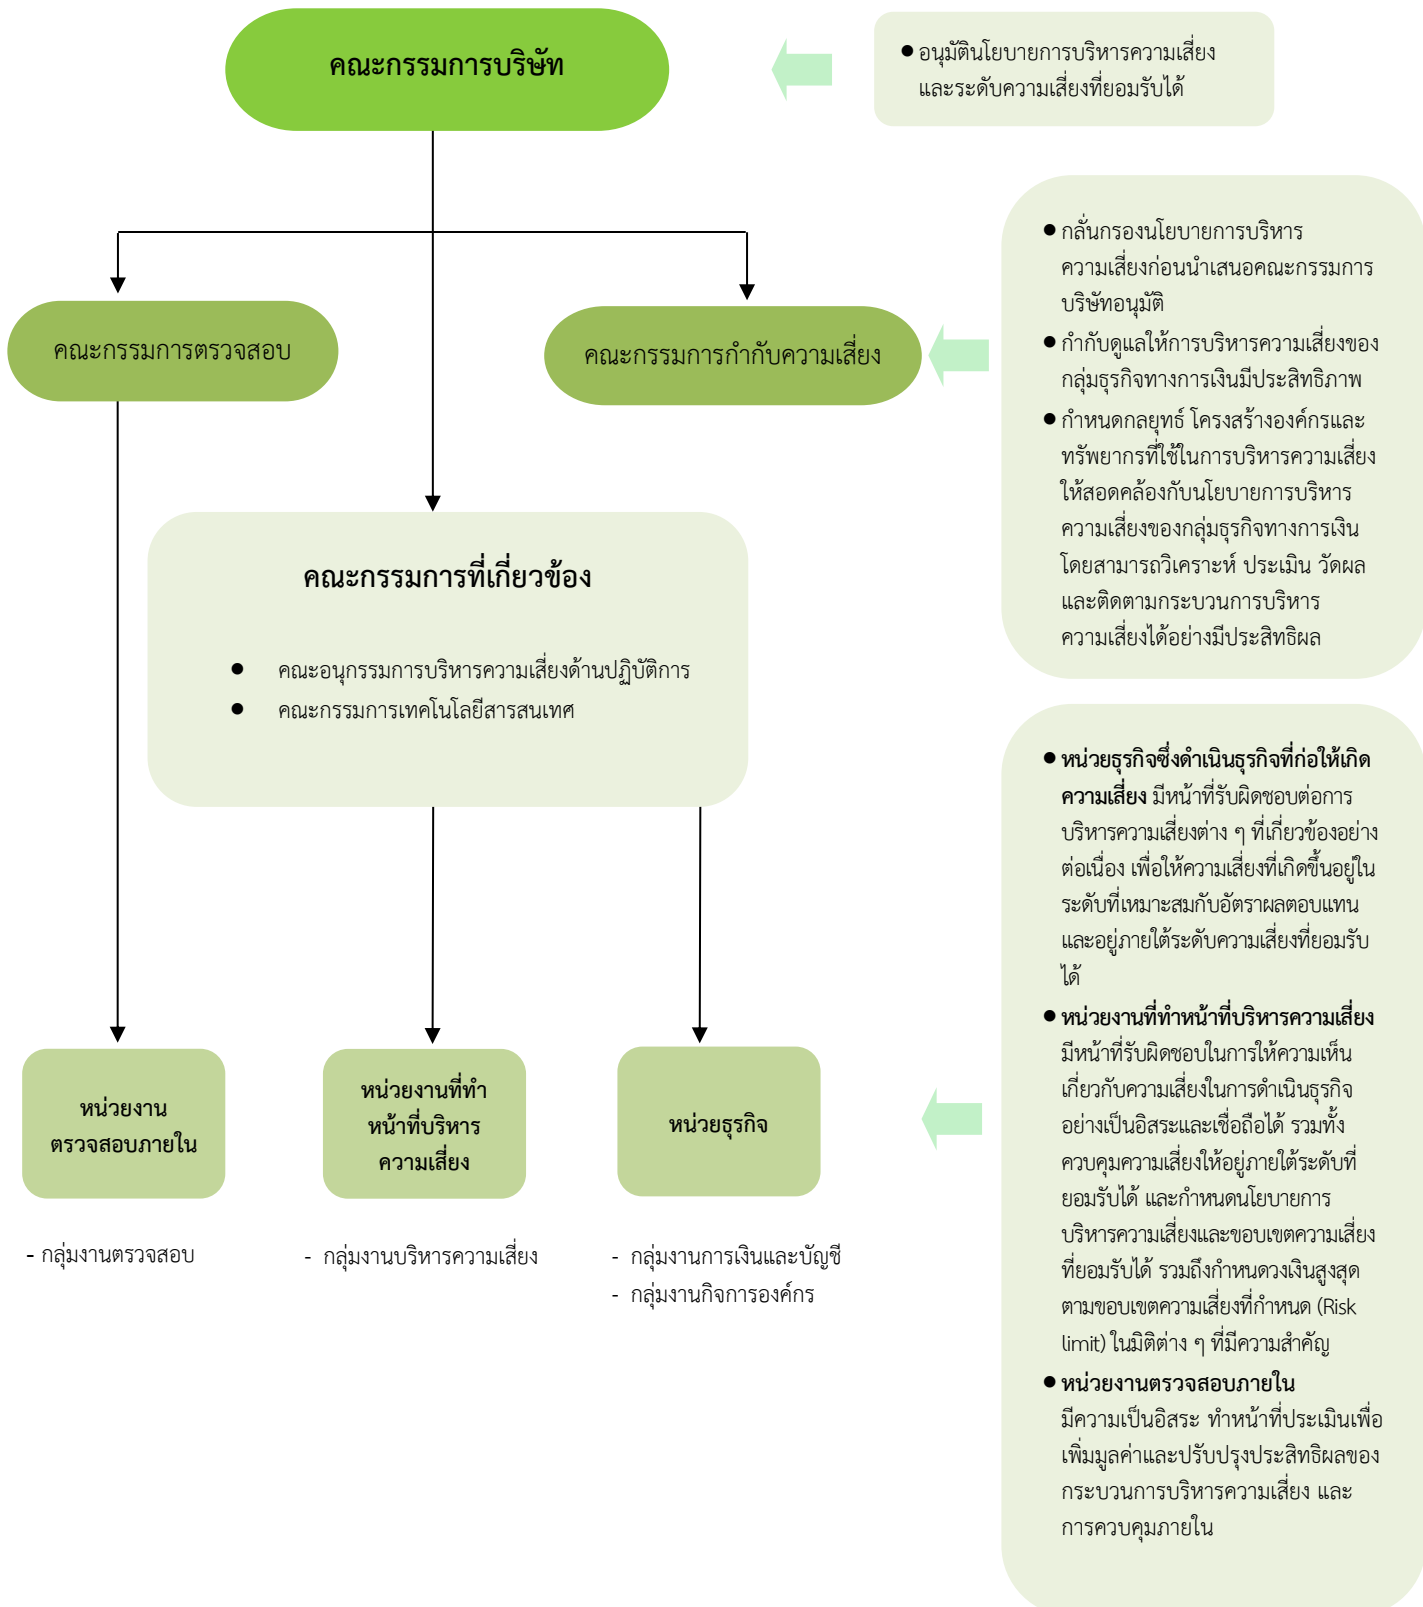 คณะกรรมการบริษัท
● อนุมัตินโยบายการบริหารความเสี่ยง
และระดับความเสี่ยงที่ยอมรับได้
คณะกรรมการตรวจสอบ
คณะกรรมการกำกับความเสี่ยง
● กลั่นกรองนโยบายการบริหาร
ความเสี่ยงก่อนนำเสนอคณะกรรมการ
บริษัทอนุมัติ
● กำกับดูแลให้การบริหารความเสี่ยงของ
กลุ่มธุรกิจทางการเงินมีประสิทธิภาพ
● กำหนดกลยุทธ์ โครงสร้างองค์กรและ
ทรัพยากรที่ใช้ในการบริหารความเสี่ยง
ให้สอดคล้องกับนโยบายการบริหาร
ความเสี่ยงของกลุ่มธุรกิจทางการเงิน
โดยสามารถวิเคราะห์ ประเมิน วัดผล
และติดตามกระบวนการบริหาร
ความเสี่ยงได้อย่างมีประสิทธิผล
คณะกรรมการที่เกี่ยวข้อง
● คณะอนุกรรมการบริหารความเสี่ยงด้านปฏิบัติการ
● คณะกรรมการเทคโนโลยีสารสนเทศ
● หน่วยธุรกิจซึ่งดำเนินธุรกิจที่ก่อให้เกิด
ความเสี่ยง มีหน้าที่รับผิดชอบต่อการ
บริหารความเสี่ยงต่าง ๆ ที่เกี่ยวข้องอย่าง
ต่อเนื่อง เพื่อให้ความเสี่ยงที่เกิดขึ้นอยู่ใน
ระดับที่เหมาะสมกับอัตราผลตอบแทน
และอยู่ภายใต้ระดับความเสี่ยงที่ยอมรับ
ได้
● หน่วยงานที่ทำหน้าที่บริหารความเสี่ยง
มีหน้าที่รับผิดชอบในการให้ความเห็น
เกี่ยวกับความเสี่ยงในการดำเนินธุรกิจ
อย่างเป็นอิสระและเชื่อถือได้ รวมทั้ง
ควบคุมความเสี่ยงให้อยู่ภายใต้ระดับที่
ยอมรับได้ และกำหนดนโยบายการ
บริหารความเสี่ยงและขอบเขตความเสี่ยง
ที่ยอมรับได้ รวมถึงกำหนดวงเงินสูงสุด
ตามขอบเขตความเสี่ยงที่กำหนด (Risk
limit) ในมิติต่าง ๆ ที่มีความสำคัญ
● หน่วยงานตรวจสอบภายใน
มีความเป็นอิสระ ทำหน้าที่ประเมินเพื่อ
เพิ่มมูลค่าและปรับปรุงประสิทธิผลของ
กระบวนการบริหารความเสี่ยง และ
การควบคุมภายใน
หน่วยงาน
ตรวจสอบภายใน
หน่วยงานที่ทำ
หน้าที่บริหาร
ความเสี่ยง
หน่วยธุรกิจ
- กลุ่มงานตรวจสอบ
- กลุ่มงานบริหารความเสี่ยง
- กลุ่มงานการเงินและบัญชี
- กลุ่มงานกิจการองค์กร